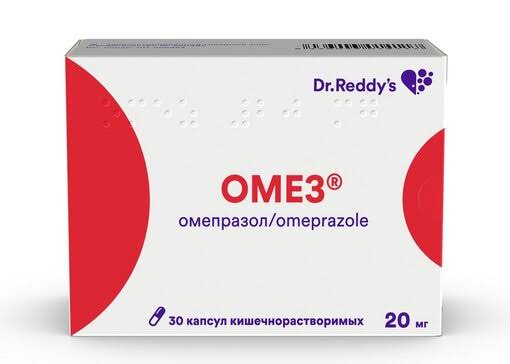 Dr.Reddy's
ОМЕЗ®
омепразол/omeprazole
30 капсул кишечнорастворимых
20 мг